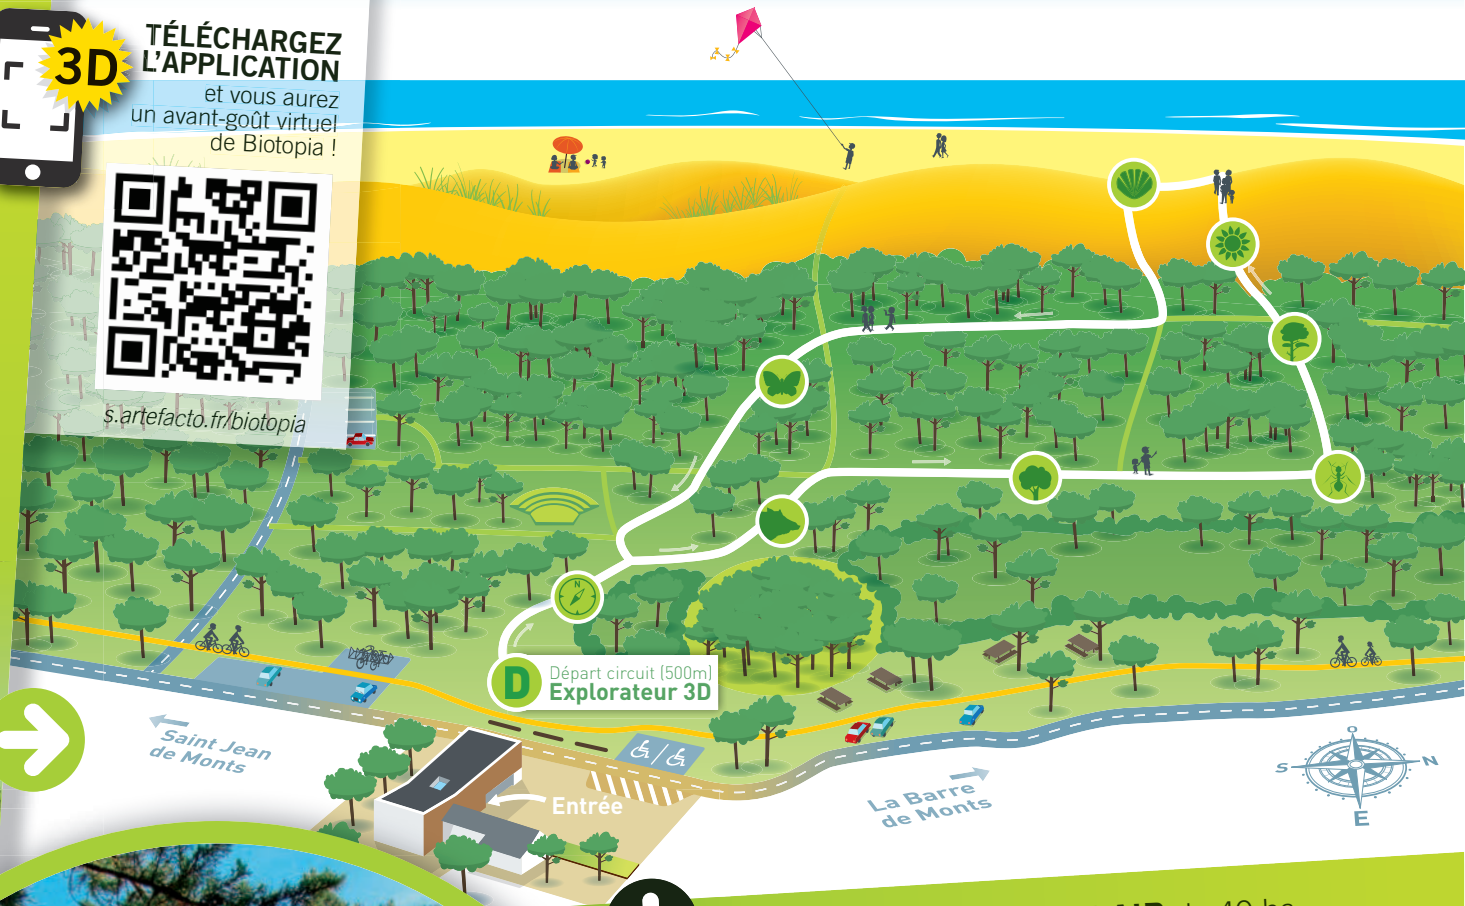 3D
TÉLÉCHARGEZ
L'APPLICATION
et vous aurez
un avant-goût virtuel
de Biotopia !
s.artefacto.fr/biotopia
N
D
Départ circuit (500m)
Explorateur 3D
Saint Jean
de Monts
Entrée
La Barre
de Monts
O
S
N
E